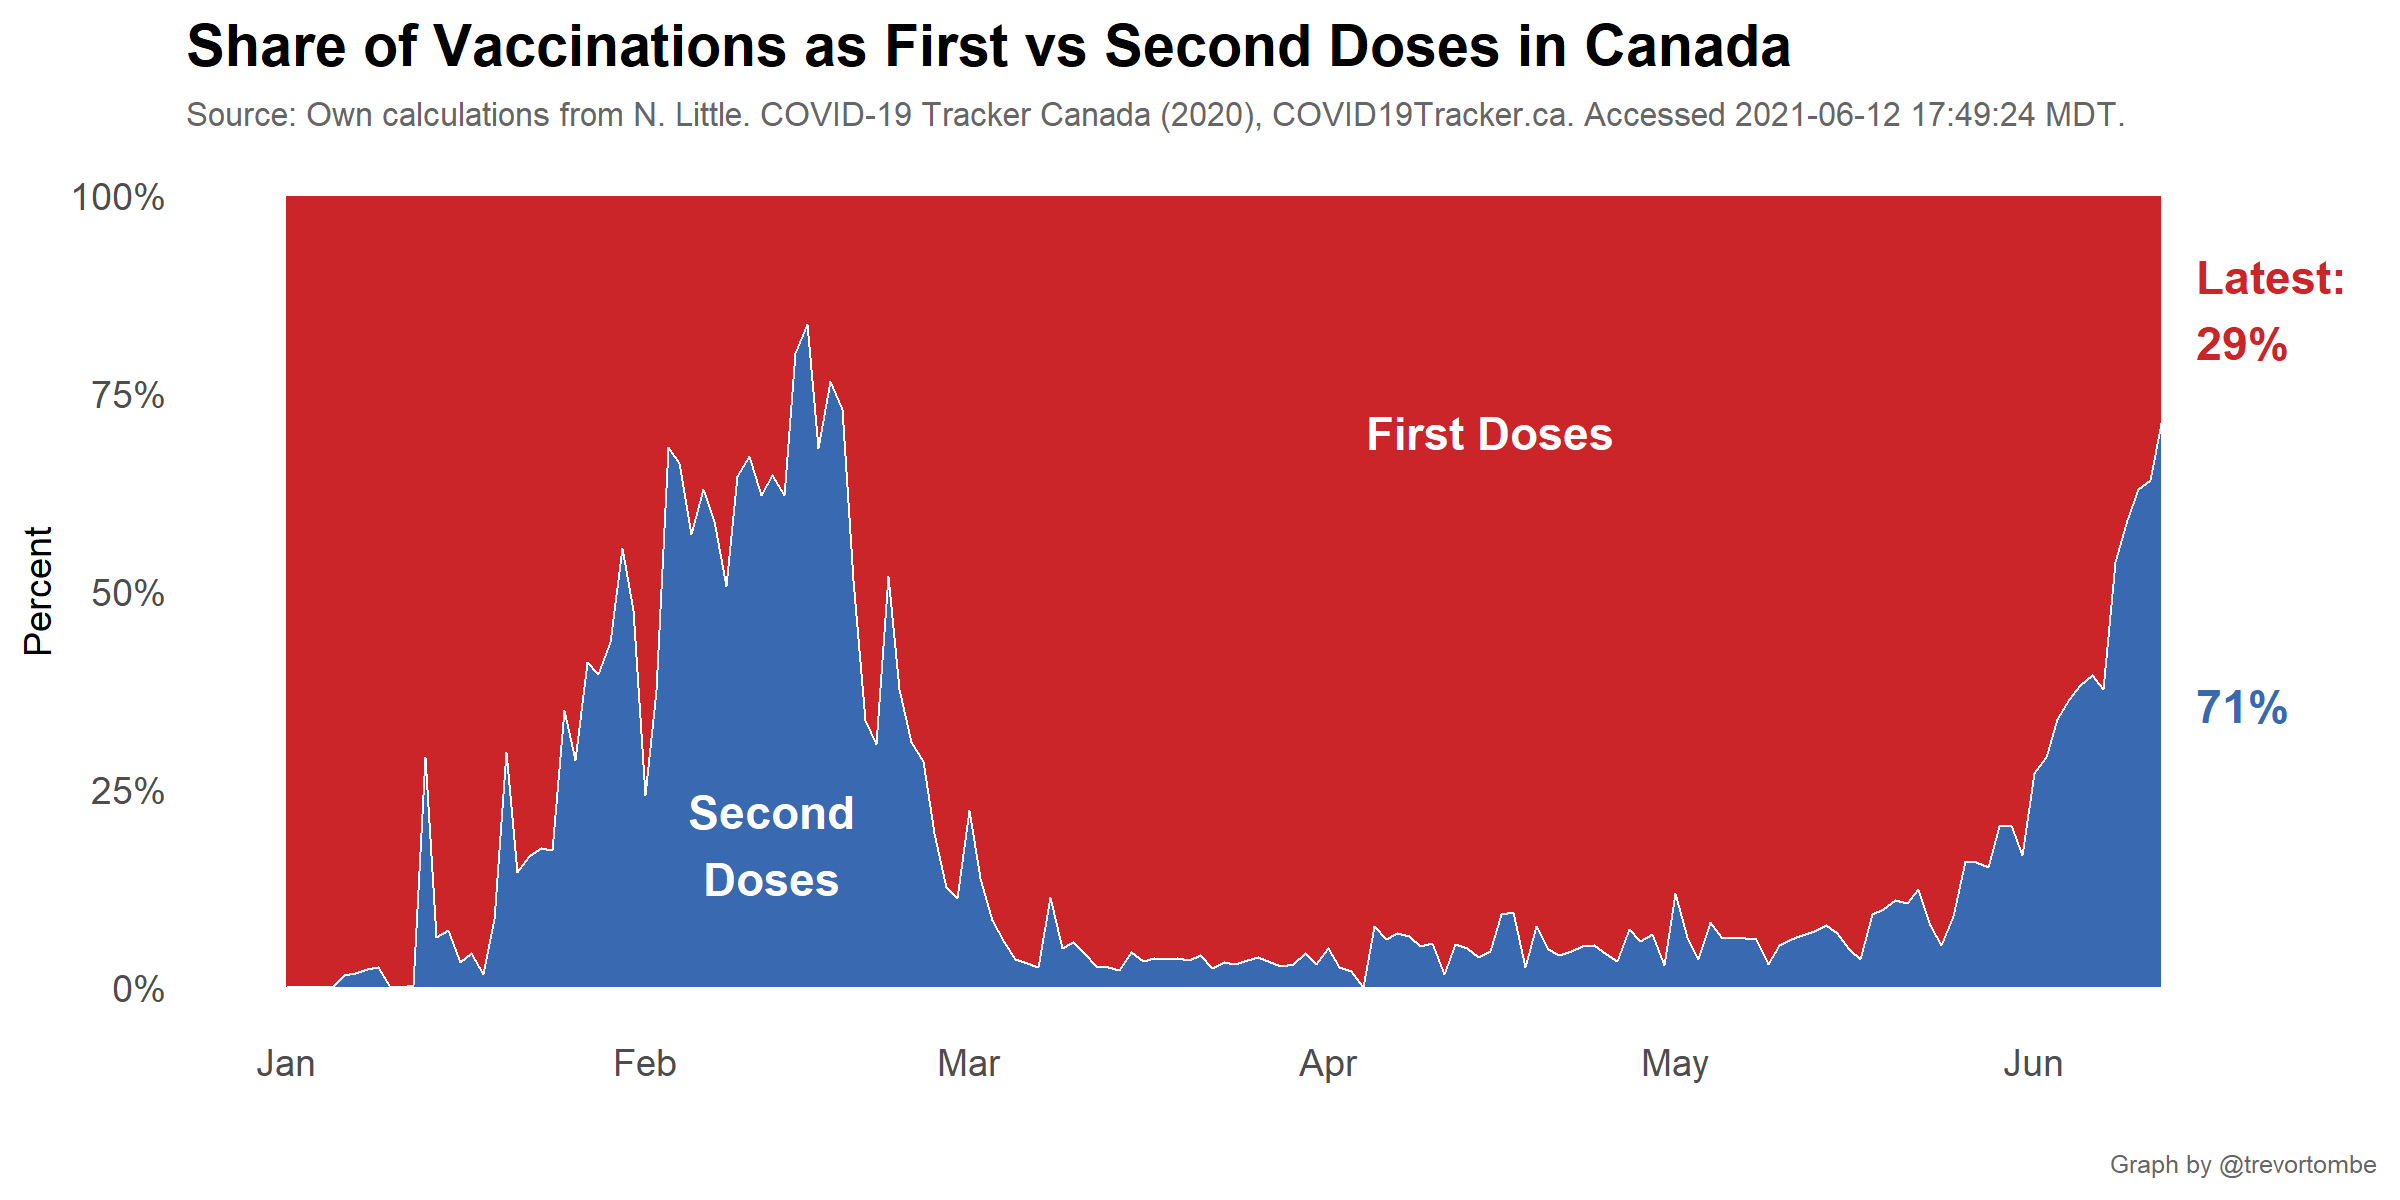 Share of Vaccinations as First vs Second Doses in Canada
Source: Own calculations from N. Little. COVID-19 Tracker Canada (2020), COVID19Tracker.ca. Accessed 2021-06-12 17:49:24 MDT.
100%
75%
50%
25%
0%
Percent
First Doses
Second
Doses
Latest:
29%
71%
Jan
Feb
Mar
Apr
May
Jun
Graph by @trevortombe